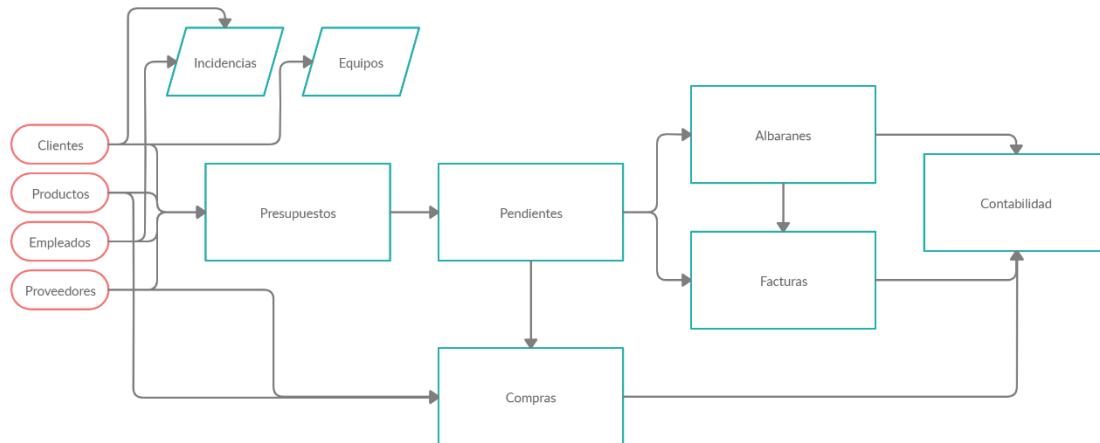 Incidencias
Equipos
Clientes
Productos
Empleados
Proveedores
Presupuestos
Pendientes
Albaranes
Facturas
Contabilidad
Compras